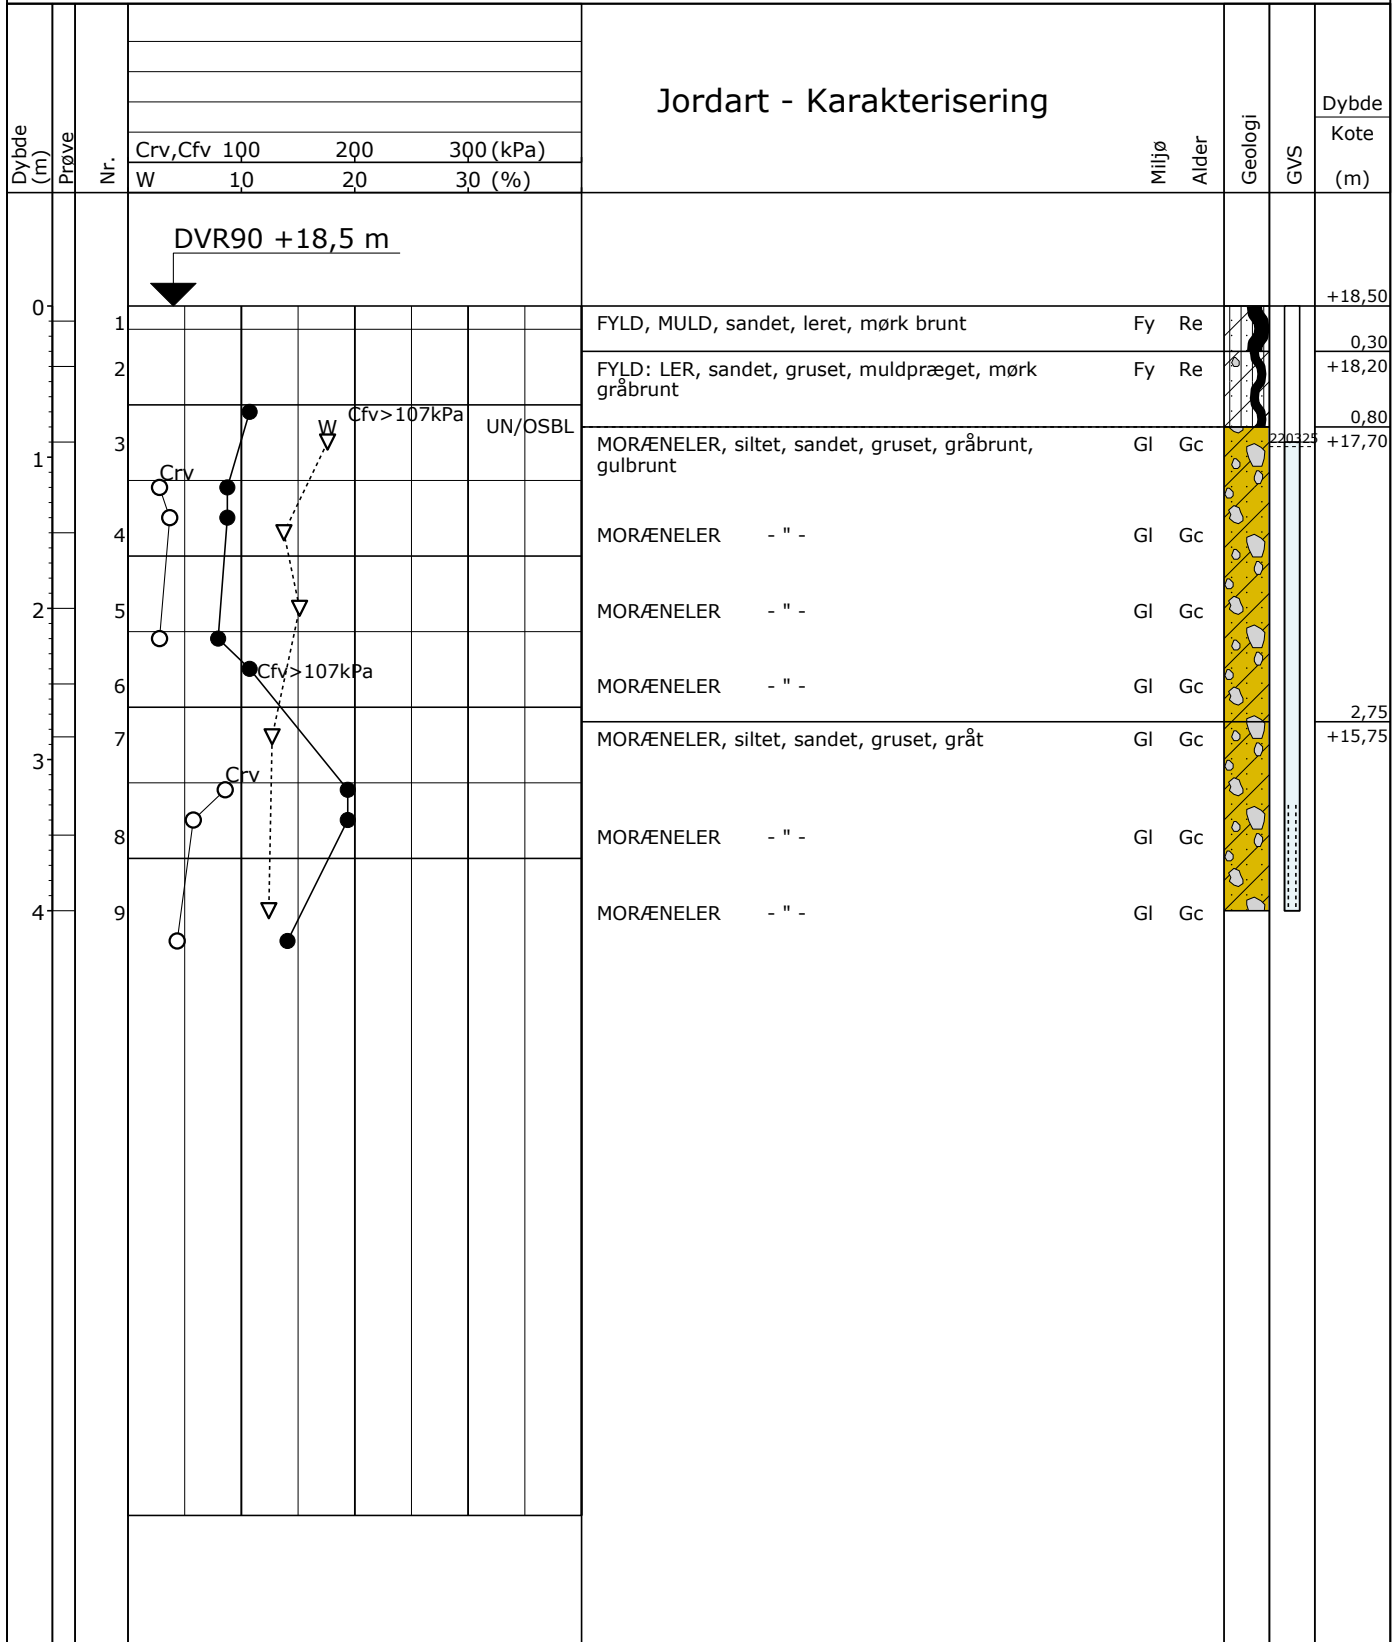 Jordart - Karakterisering
Dybde (m)
Prøve
Nr.
Crv,Cfv 100 200 300 (kPa)
W 10 20 30 (%)
Miljø
Alder
Geologi
GVS
Dybde
Kote
(m)
DVR90 +18,5 m
0
+18,50
1 FYLD, MULD, sandet, leret, mørk brunt Fy Re
0,30
+18,20
2 FYLD: LER, sandet, gruset, muldpræget, mørk Fy Re
gråbrunt
0,80
W Cfv>107kPa UN/OSBL
3 MORÆNELER, siltet, sandet, gruset, gråbrunt, Gl Gc 220325 +17,70
gulbrunt
1
Crv
4 MORÆNELER - " - Gl Gc
2 5 MORÆNELER - " - Gl Gc
Cfv>107kPa
6 MORÆNELER - " - Gl Gc
2,75
7 MORÆNELER, siltet, sandet, gruset, gråt Gl Gc +15,75
3
Crv
8 MORÆNELER - " - Gl Gc
4 9 MORÆNELER - " - Gl Gc